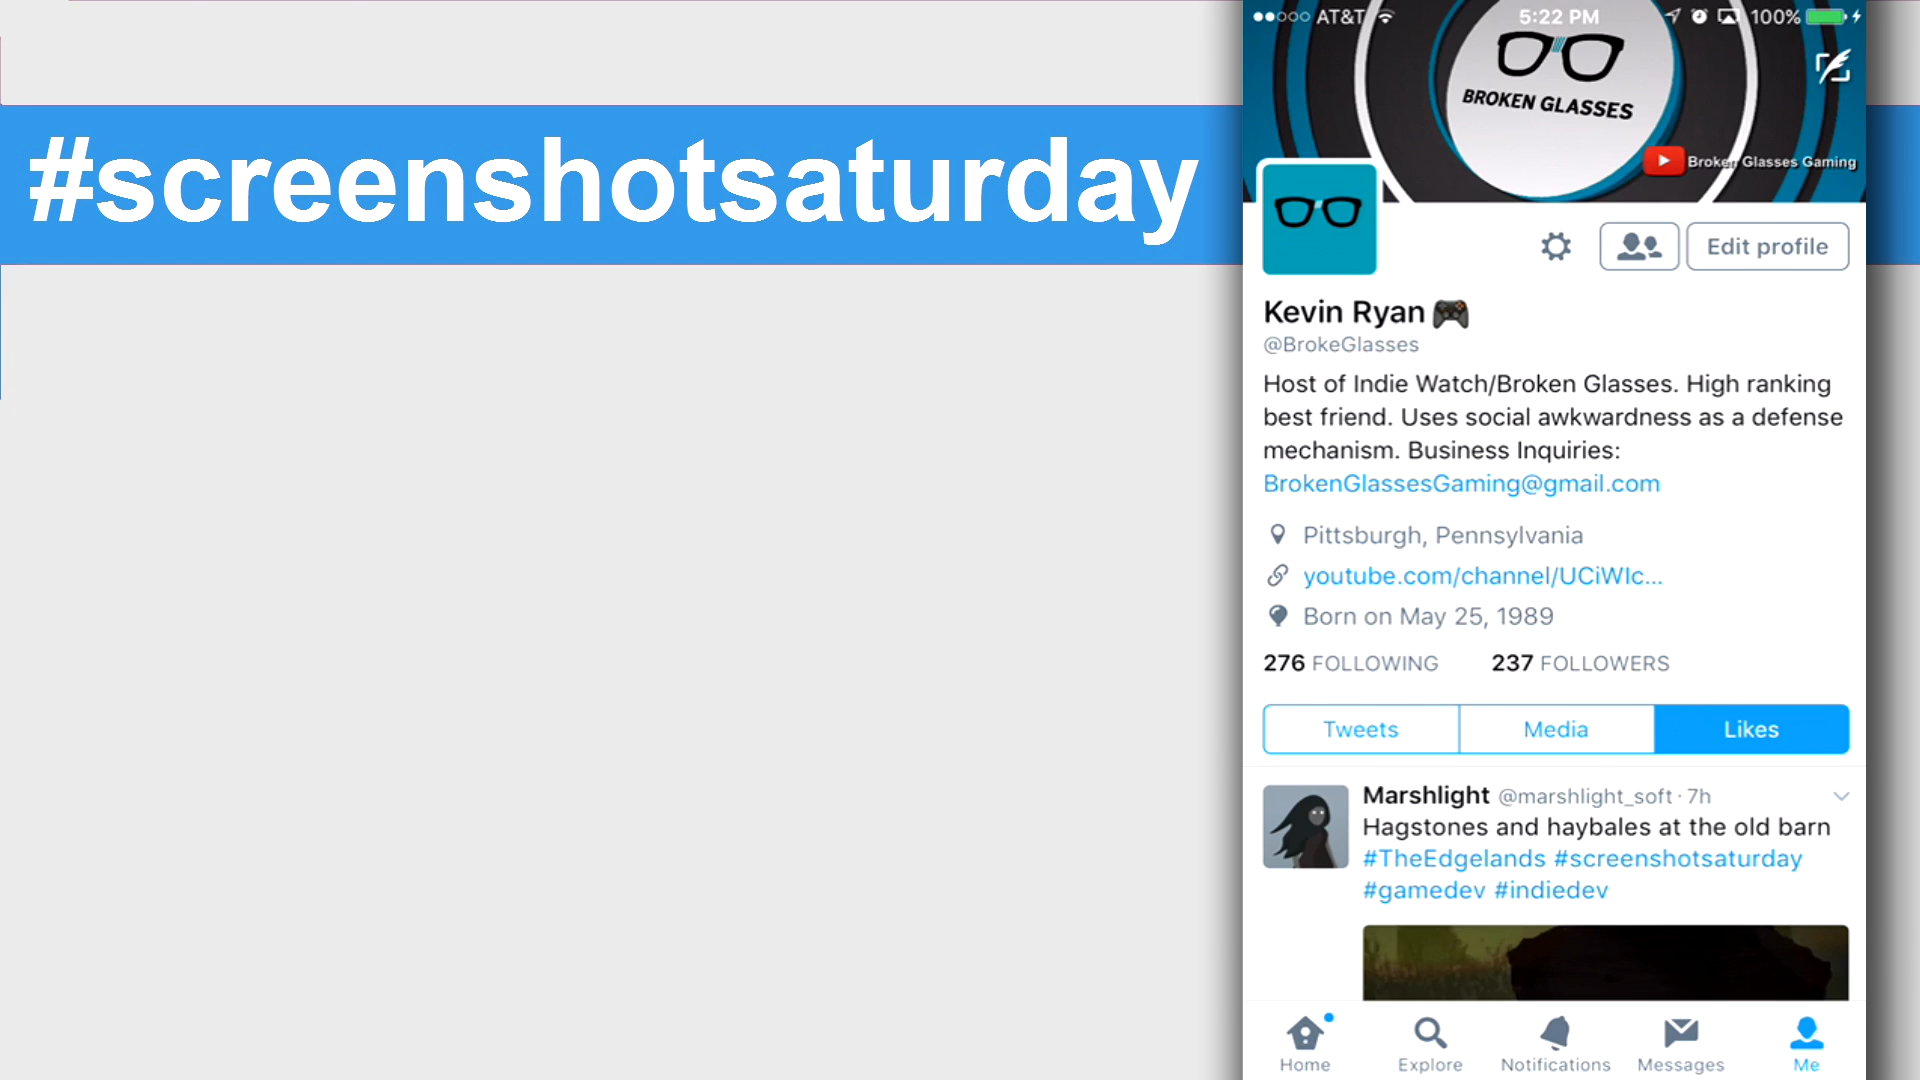 #screenshotsaturday
AT&T 5:22 PM 100%
BROKEN GLASSES
Broken Glasses Gaming
Edit profile
Kevin Ryan 🎮
@BrokeGlasses
Host of Indie Watch/Broken Glasses. High ranking
best friend. Uses social awkwardness as a defense
mechanism. Business Inquiries:
BrokenGlassesGaming@gmail.com
Pittsburgh, Pennsylvania
youtube.com/channel/UCiWIc...
Born on May 25, 1989
276 FOLLOWING 237 FOLLOWERS
Tweets Media Likes
Marshlight @marshlight_soft · 7h
Hagstones and haybales at the old barn
#TheEdgelands #screenshotsaturday
#gamedev #indiedev
Home Explore Notifications Messages Me